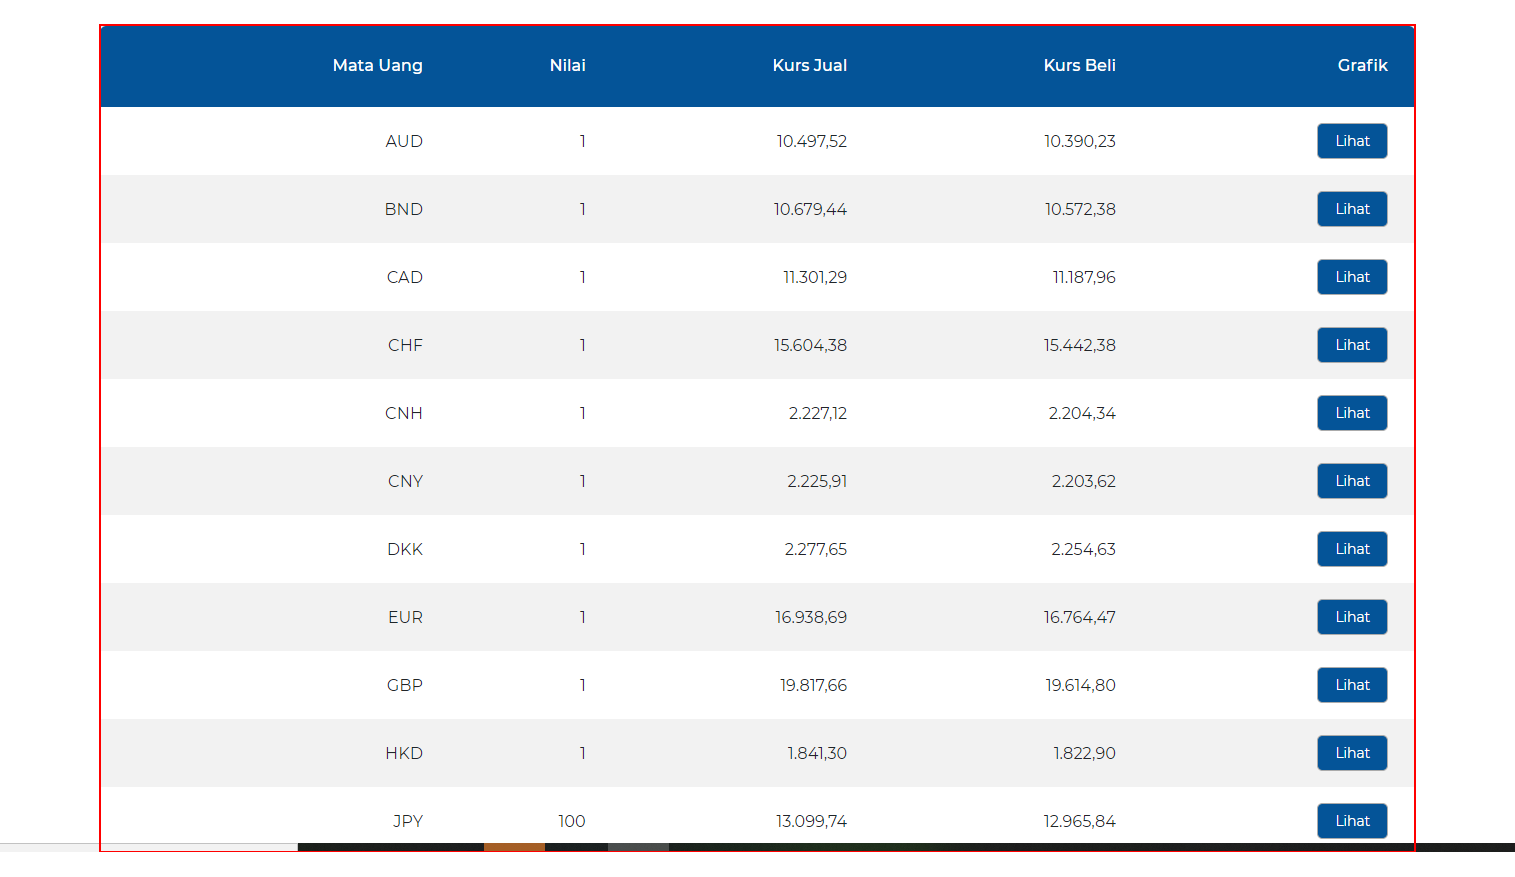 Mata Uang Nilai Kurs Jual Kurs Beli Grafik
AUD 1 10.497,52 10.390,23 Lihat
BND 1 10.679,44 10.572,38 Lihat
CAD 1 11.301,29 11.187,96 Lihat
CHF 1 15.604,38 15.442,38 Lihat
CNH 1 2.227,12 2.204,34 Lihat
CNY 1 2.225,91 2.203,62 Lihat
DKK 1 2.277,65 2.254,63 Lihat
EUR 1 16.938,69 16.764,47 Lihat
GBP 1 19.817,66 19.614,80 Lihat
HKD 1 1.841,30 1.822,90 Lihat
JPY 100 13.099,74 12.965,84 Lihat